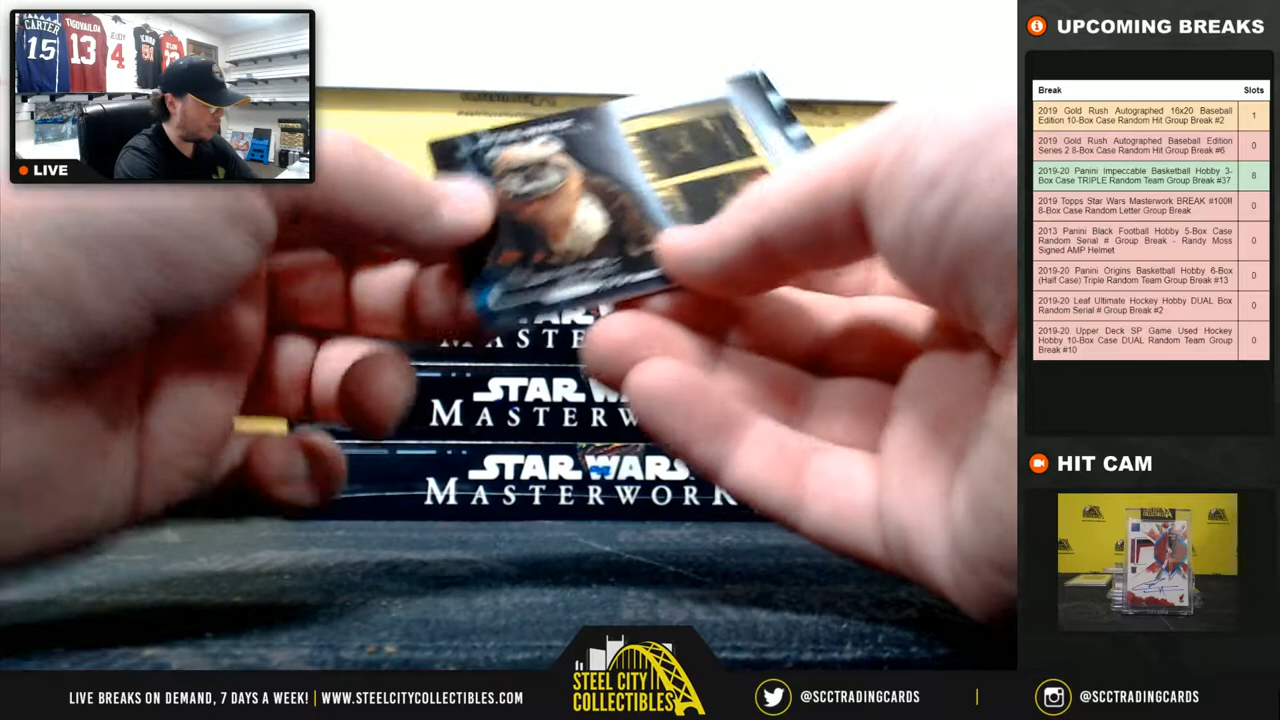 CARTER
15
TAGOVAILOA
13
JEUDY
4
LIVE
MASTE
STAR WA
MASTERW
STAR WARS
MASTERWORK
UPCOMING BREAKS
Break Slots
2019 Gold Rush Autographed 16x20 Baseball
Edition 10-Box Case Random Hit Group Break #2 1
2019 Gold Rush Autographed Baseball Edition
Series 2 8-Box Case Random Hit Group Break #6 0
2019-20 Panini Impeccable Basketball Hobby 3-
Box Case TRIPLE Random Team Group Break #37 8
2019 Topps Star Wars Masterwork BREAK #100!!!
8-Box Case Random Letter Group Break 0
2013 Panini Black Football Hobby 5-Box Case
Random Serial # Group Break - Randy Moss
Signed AMP Helmet 0
2019-20 Panini Origins Basketball Hobby 6-Box
(Half Case) Triple Random Team Group Break #13 0
2019-20 Leaf Ultimate Hockey Hobby DUAL Box
Random Serial # Group Break #2 0
2019-20 Upper Deck SP Game Used Hockey
Hobby 10-Box Case DUAL Random Team Group
Break #10 0
HIT CAM
LIVE BREAKS ON DEMAND, 7 DAYS A WEEK! | WWW.STEELCITYCOLLECTIBLES.COM
STEEL CITY
COLLECTIBLES
@SCCTRADINGCARDS | @SCCTRADINGCARDS